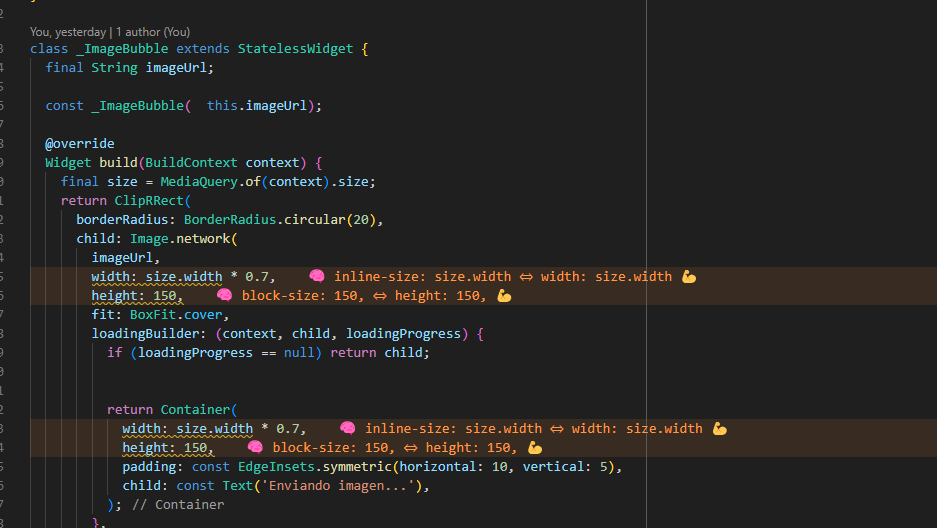 You, yesterday | 1 author (You)
class _ImageBubble extends StatelessWidget {
final String imageUrl;
const _ImageBubble(  this.imageUrl);
@override
Widget build(BuildContext context) {
final size = MediaQuery.of(context).size;
return ClipRRect(
borderRadius: BorderRadius.circular(20),
child: Image.network(
imageUrl,
width: size.width * 0.7,    🧠 inline-size: size.width ⇔ width: size.width 💪
height: 150,    🧠 block-size: 150, ⇔ height: 150, 💪
fit: BoxFit.cover,
loadingBuilder: (context, child, loadingProgress) {
if (loadingProgress == null) return child;
return Container(
width: size.width * 0.7,    🧠 inline-size: size.width ⇔ width: size.width 💪
height: 150,    🧠 block-size: 150, ⇔ height: 150, 💪
padding: const EdgeInsets.symmetric(horizontal: 10, vertical: 5),
child: const Text('Enviando imagen...'),
); // Container
},